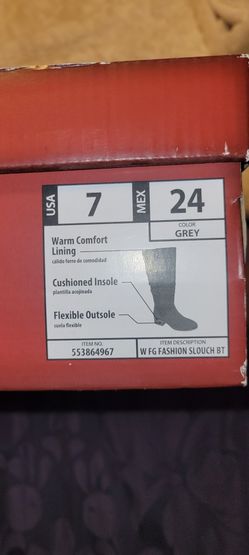 USA 7 MEX 24
COLOR
GREY
Warm Comfort
Lining
cálido forro de comodidad
Cushioned Insole
plantilla acojinada
Flexible Outsole
suela flexible
ITEM NO. ITEM DESCRIPTION
553864967 W FG FASHION SLOUCH BT